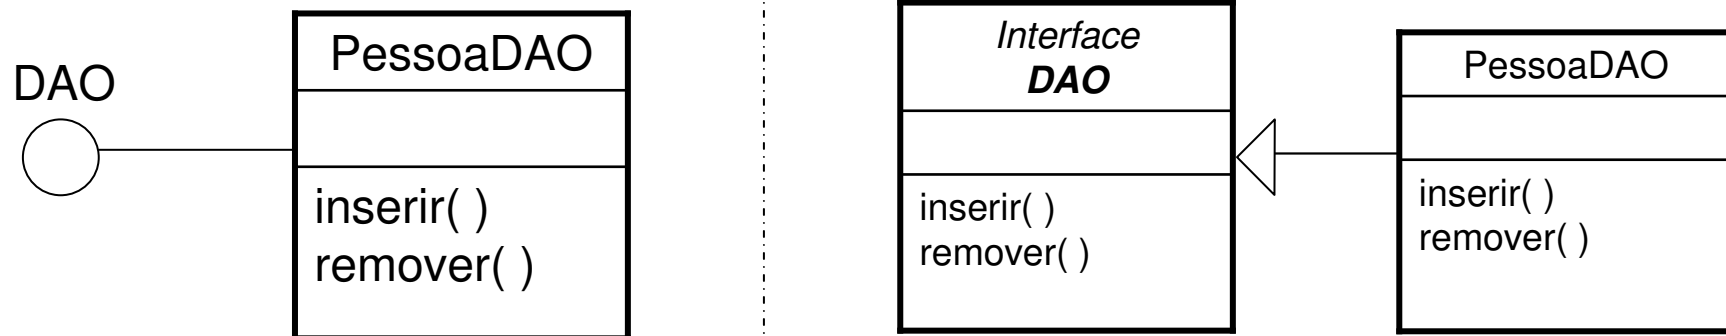 DAO
PessoaDAO
inserir( )
remover( )
Interface
DAO
inserir( )
remover( )
PessoaDAO
inserir( )
remover( )